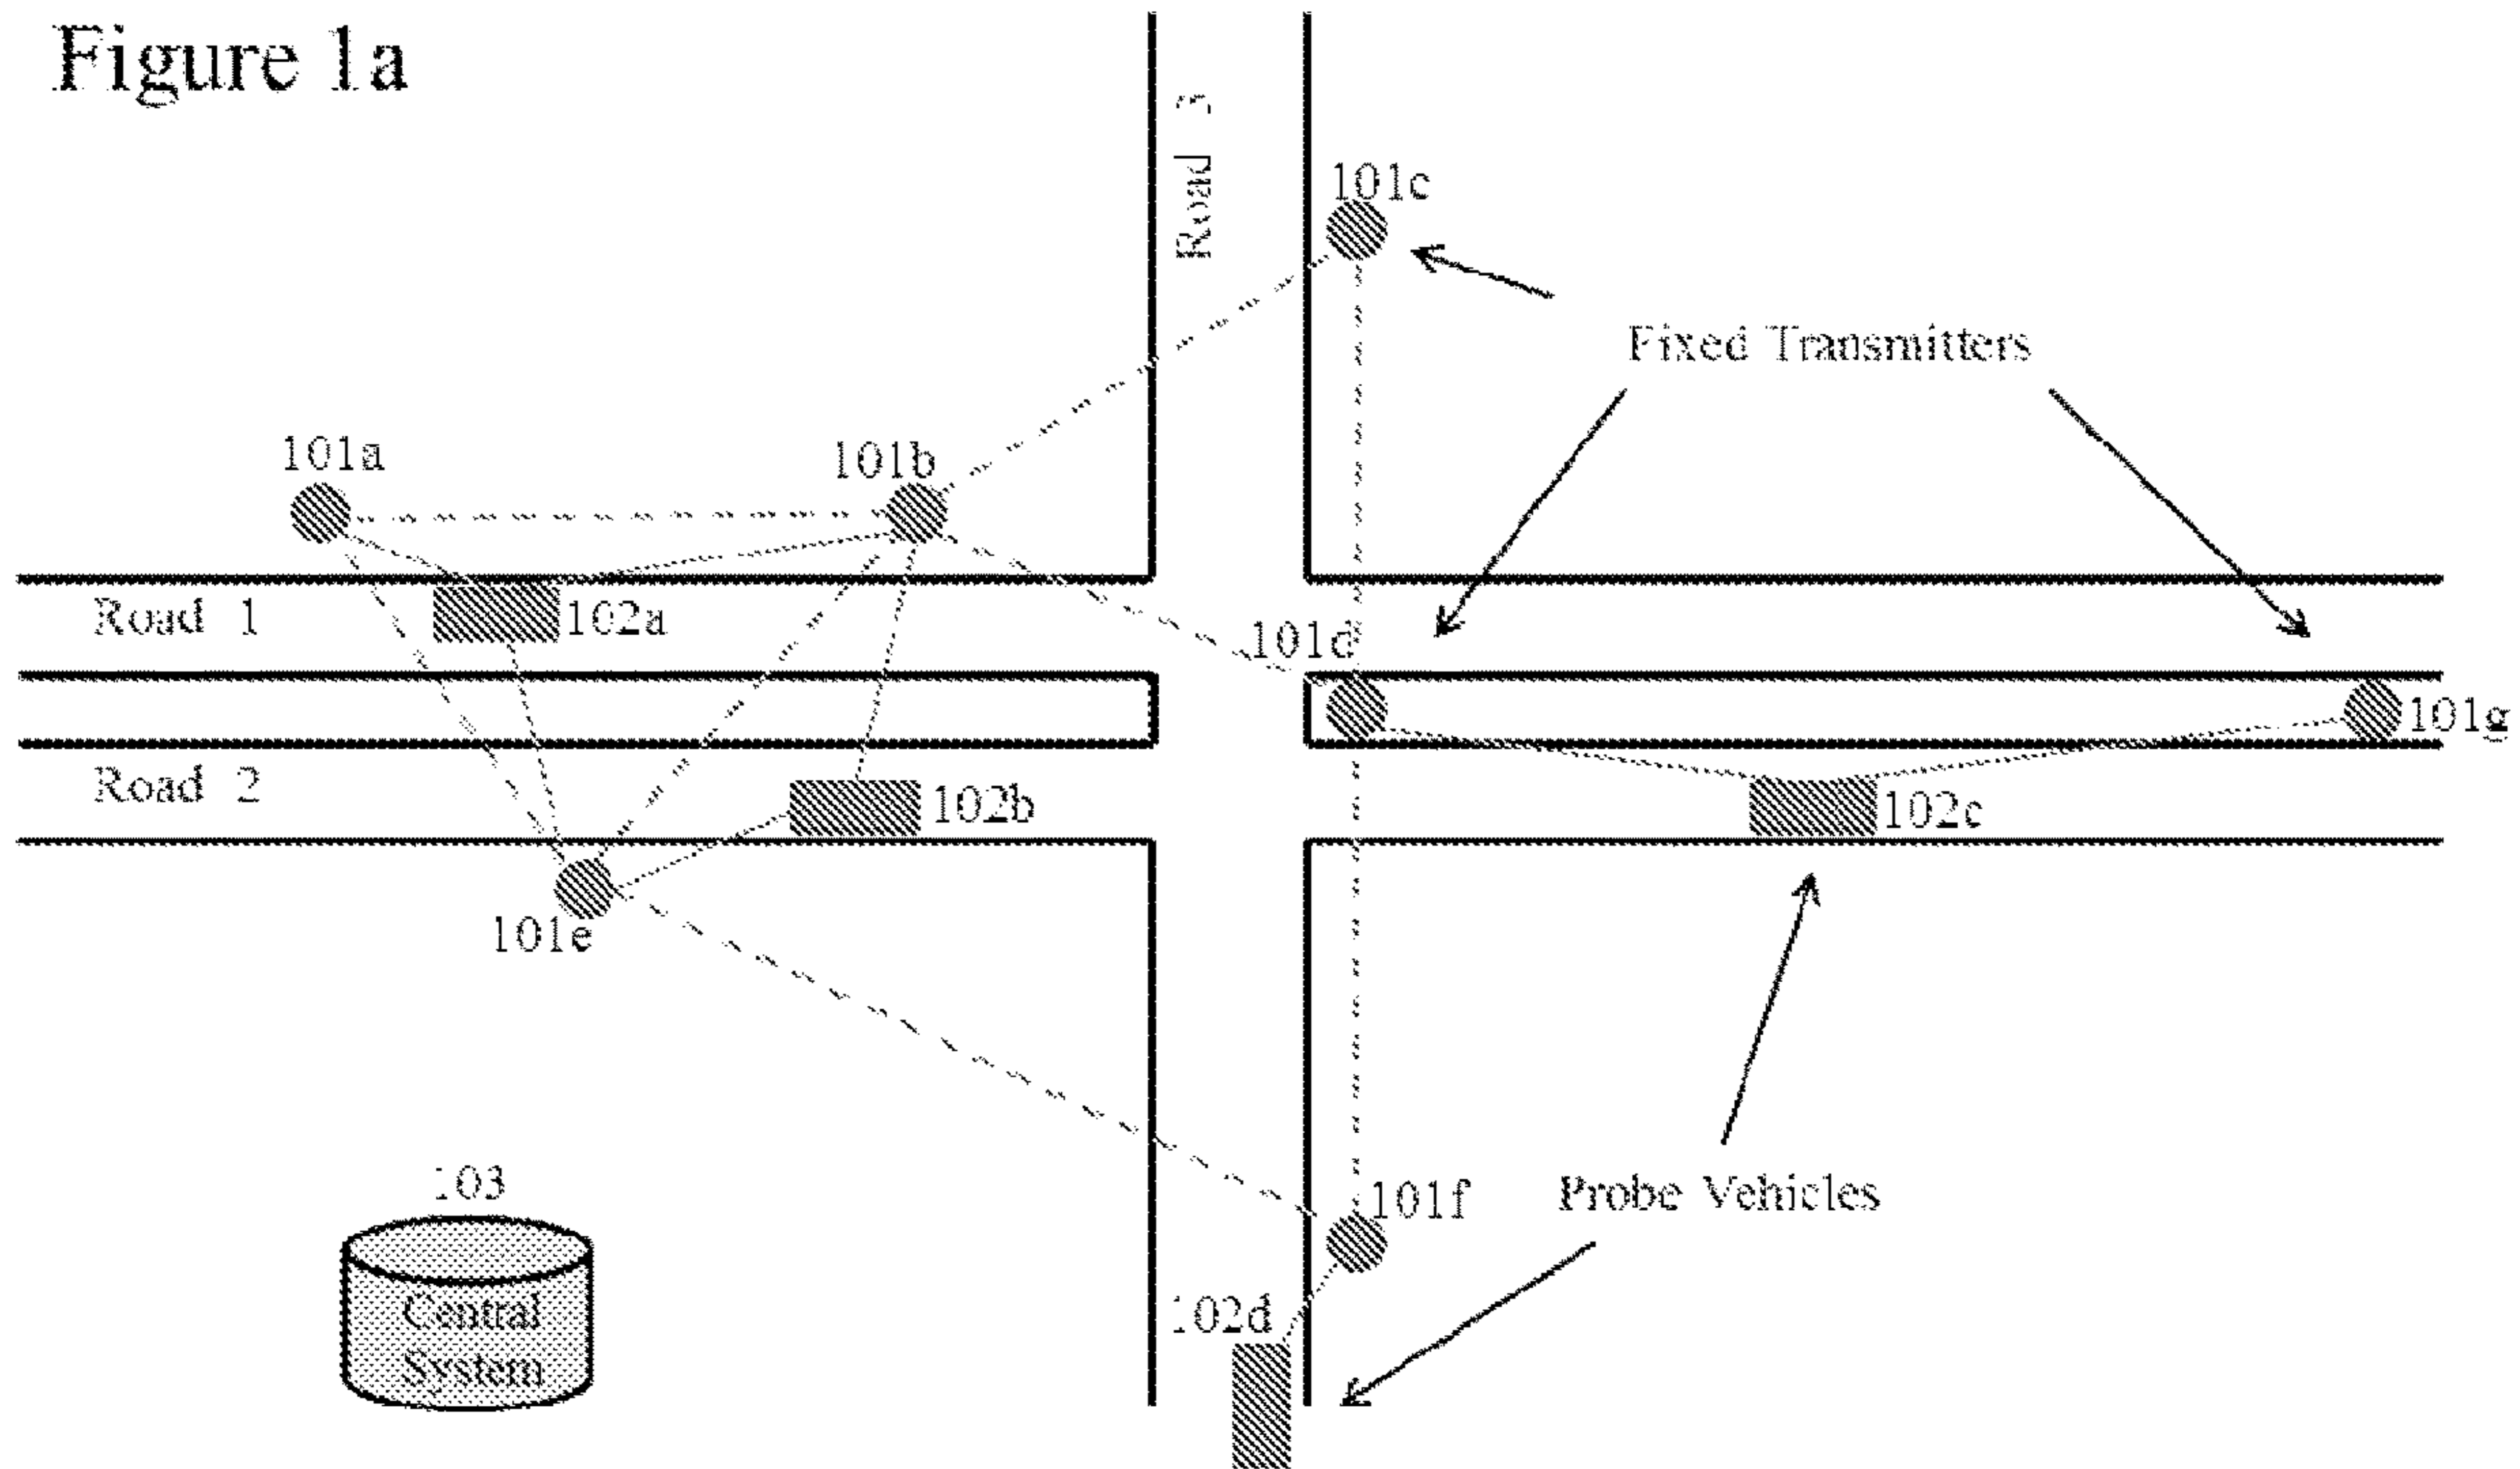 Figure 1a
Road 3
101c
Fixed Transmitters
101a
101b
Road 1
102a
101d
101g
Road 2
102b
102c
101e
103
101f
Probe Vehicles
Central
System
102d